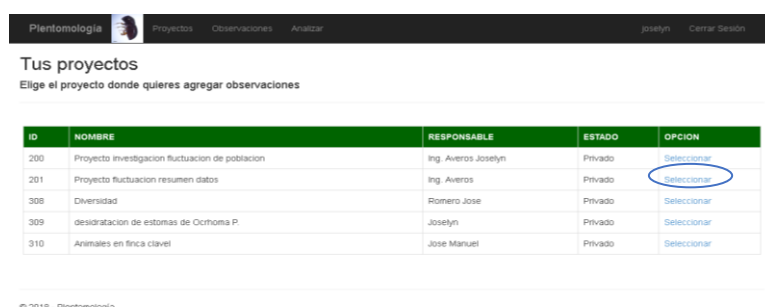 Plentomología Proyectos Observaciones Analizar joselyn Cerrar Sesión
Tus proyectos
Elige el proyecto donde quieres agregar observaciones
ID NOMBRE RESPONSABLE ESTADO OPCION
200 Proyecto investigacion fluctuacion de poblacion Ing. Averos Joselyn Privado Seleccionar
201 Proyecto fluctuacion resumen datos Ing. Averos Privado Seleccionar
308 Diversidad Romero Jose Privado Seleccionar
309 desidratacion de estomas de Ocrhoma P. Joselyn Privado Seleccionar
310 Animales en finca clavel Jose Manuel Privado Seleccionar
© 2016 - Plentomología